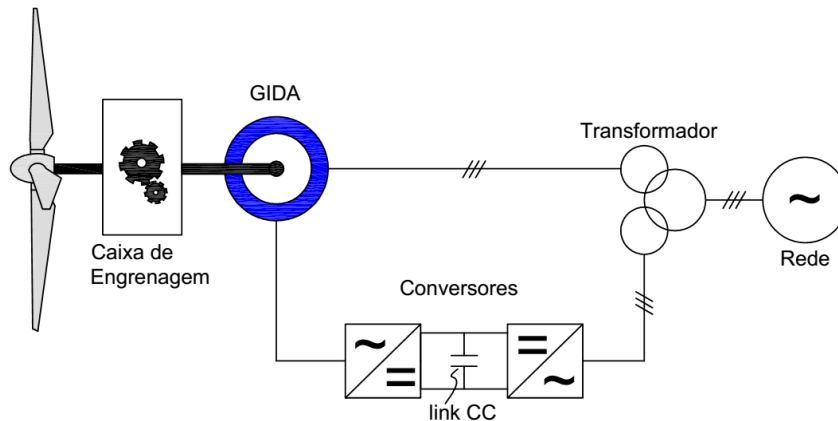 GIDA
Transformador
Caixa de
Engrenagem
Rede
Conversores
~
=
=
~
~
link CC